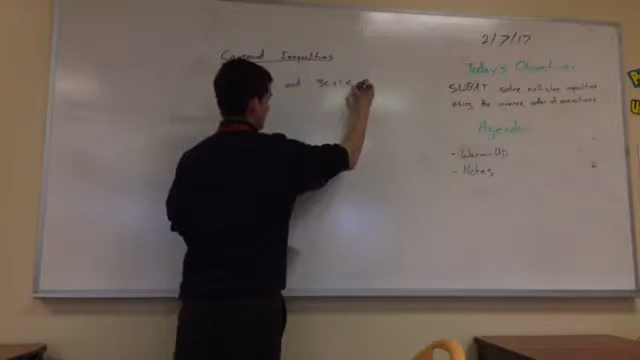 Compound Inequalities
and
2/7/17
Today's Objective:
SWBAT solve multi-step inequalities
using the inverse order of operations
Agenda:
- Warm Up
- Notes